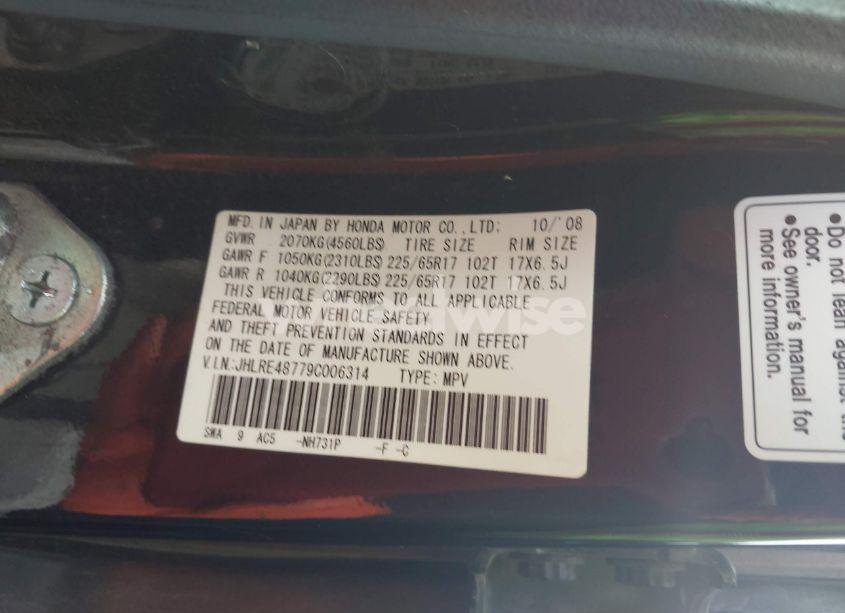 MFD. IN JAPAN BY HONDA MOTOR CO.,LTD: 10/'08
GVWR 2070KG(4560LBS) TIRE SIZE RIM SIZE
GAWR F 1050KG(2310LBS) 225/65R17 102T 17X6.5J
GAWR R 1040KG(2290LBS) 225/65R17 102T 17X6.5J
THIS VEHICLE CONFORMS TO ALL APPLICABLE
FEDERAL MOTOR VEHICLE SAFETY
AND THEFT PREVENTION STANDARDS IN EFFECT
ON THE DATE OF MANUFACTURE SHOWN ABOVE.
V.I.N.:JHLRE48779C006314 TYPE: MPV
SWA 9 AC5 -NH731P -F -C
•Do not lean against the
door.
•See owner's manual for
more information.